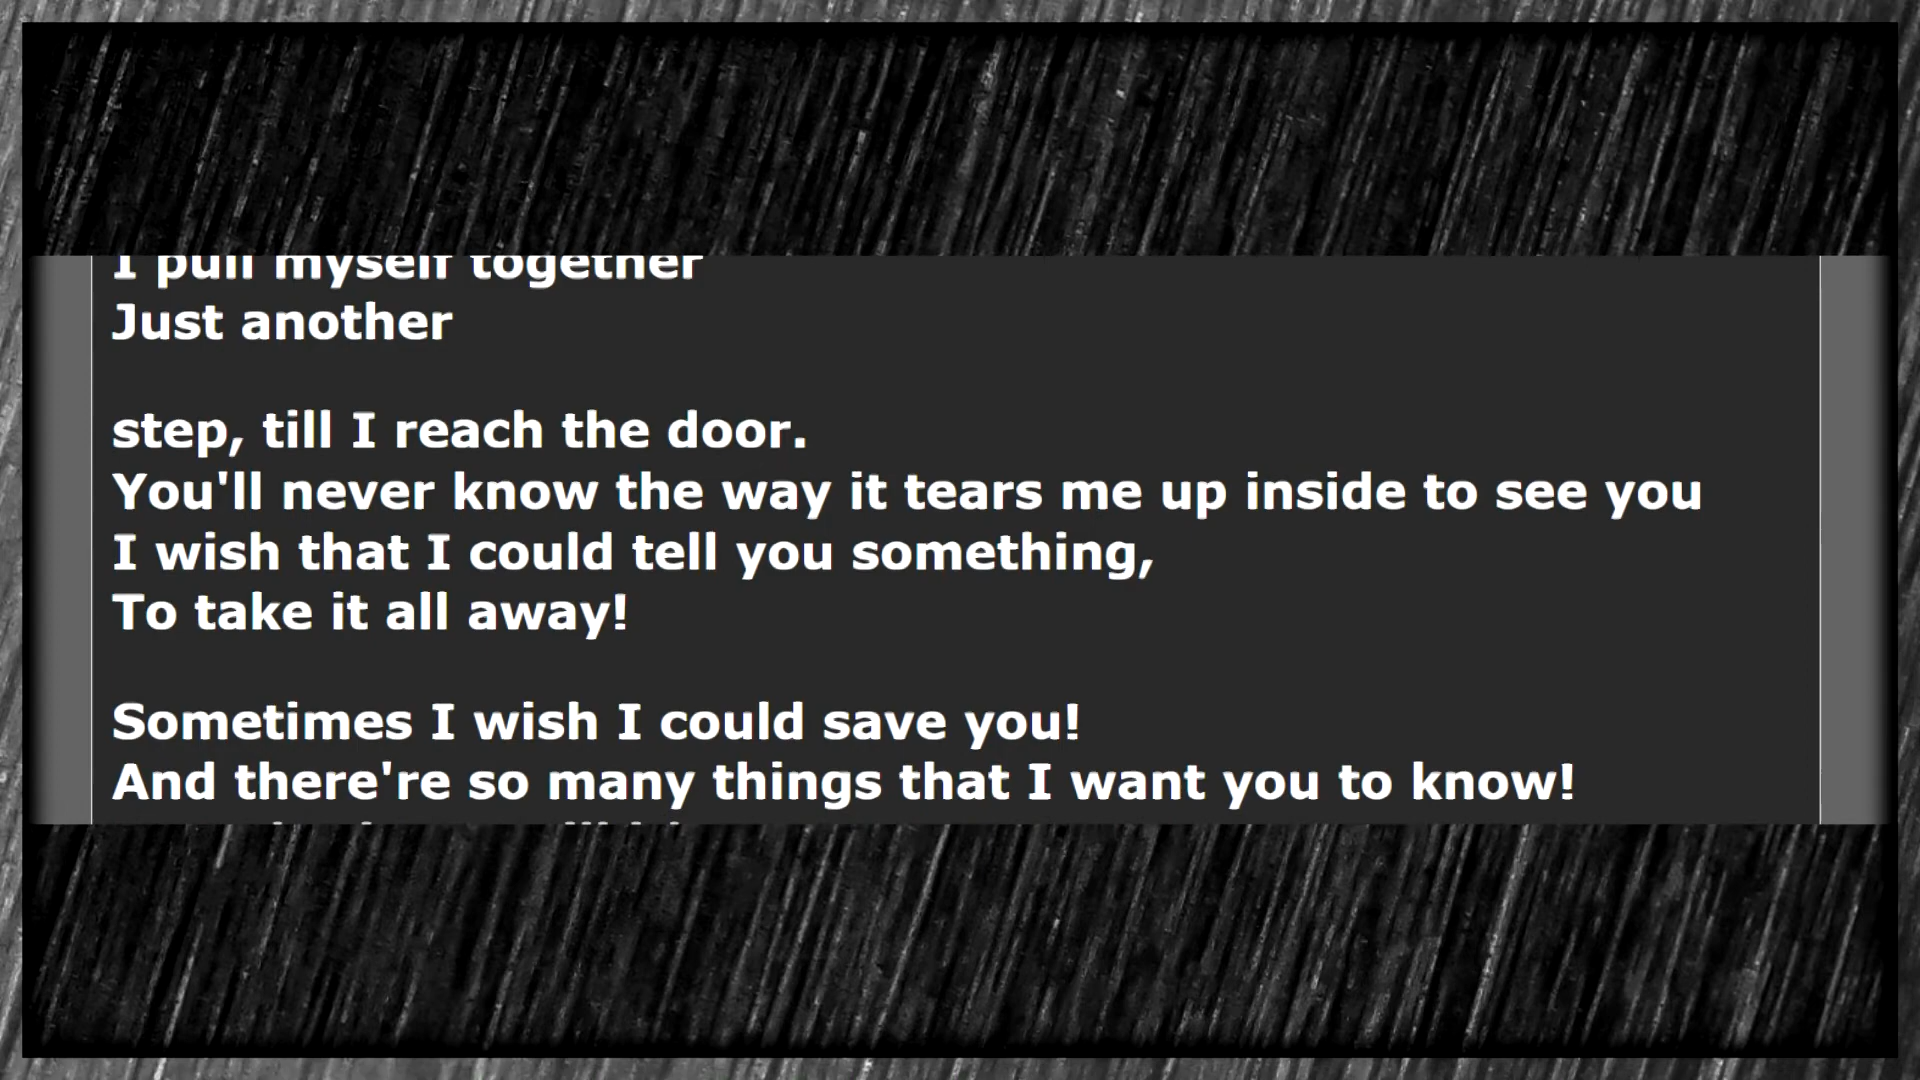 I pull myself together
Just another
step, till I reach the door.
You'll never know the way it tears me up inside to see you
I wish that I could tell you something,
To take it all away!
Sometimes I wish I could save you!
And there're so many things that I want you to know!